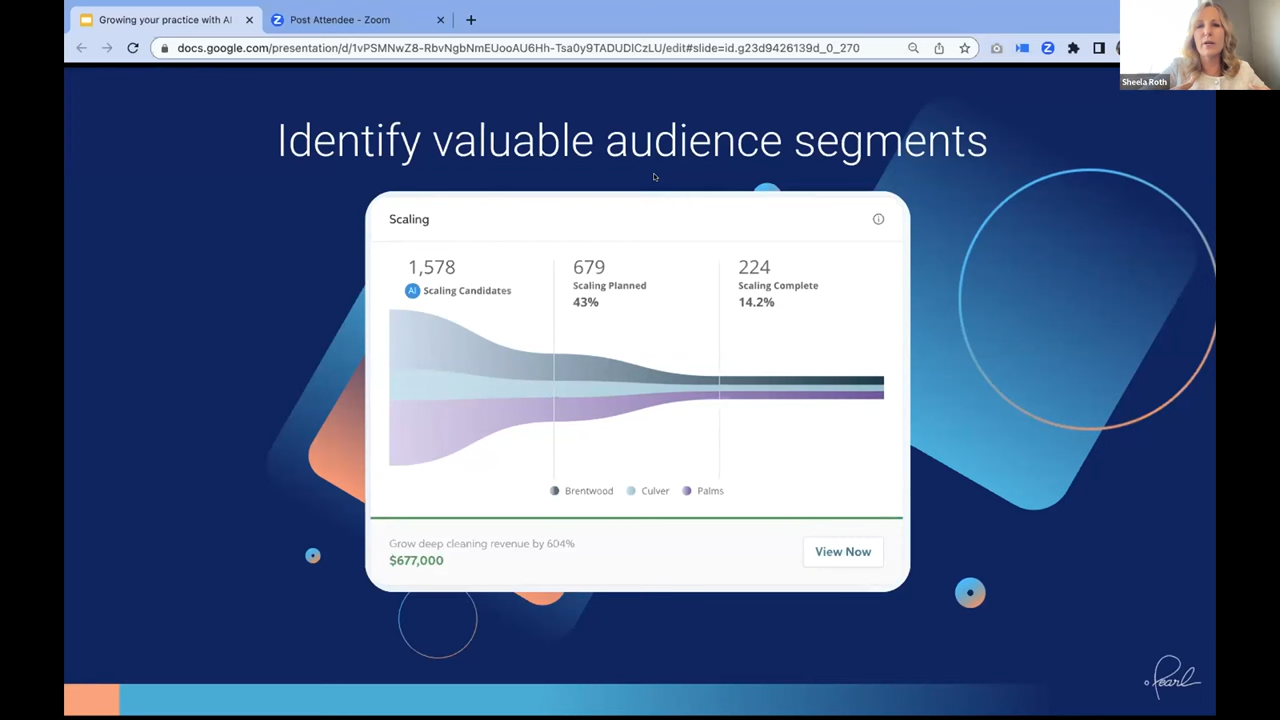 Growing your practice with AI
Post Attendee - Zoom
docs.google.com/presentation/d/1vPSMNwZ8-RbvNgbNmEUooAU6Hh-Tsa0y9TADUDlCzLU/edit#slide=id.g23d9426139d_0_270
Sheela Roth
Identify valuable audience segments
Scaling
1,578
AI Scaling Candidates
679
Scaling Planned
43%
224
Scaling Complete
14.2%
Brentwood Culver Palms
Grow deep cleaning revenue by 604%
$677,000
View Now
Pearl